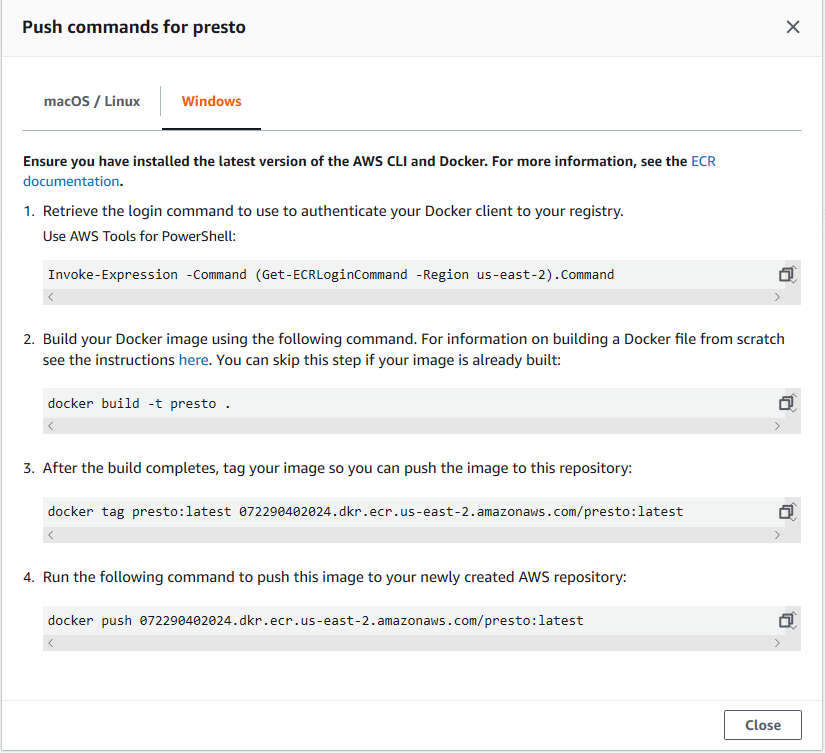 Push commands for presto
macOS / Linux
Windows
Ensure you have installed the latest version of the AWS CLI and Docker. For more information, see the ECR
documentation.
1. Retrieve the login command to use to authenticate your Docker client to your registry.
Use AWS Tools for PowerShell:
Invoke-Expression -Command (Get-ECRLoginCommand -Region us-east-2).Command
2. Build your Docker image using the following command. For information on building a Docker file from scratch
see the instructions here. You can skip this step if your image is already built:
docker build -t presto .
3. After the build completes, tag your image so you can push the image to this repository:
docker tag presto:latest 072290402024.dkr.ecr.us-east-2.amazonaws.com/presto:latest
4. Run the following command to push this image to your newly created AWS repository:
docker push 072290402024.dkr.ecr.us-east-2.amazonaws.com/presto:latest
Close